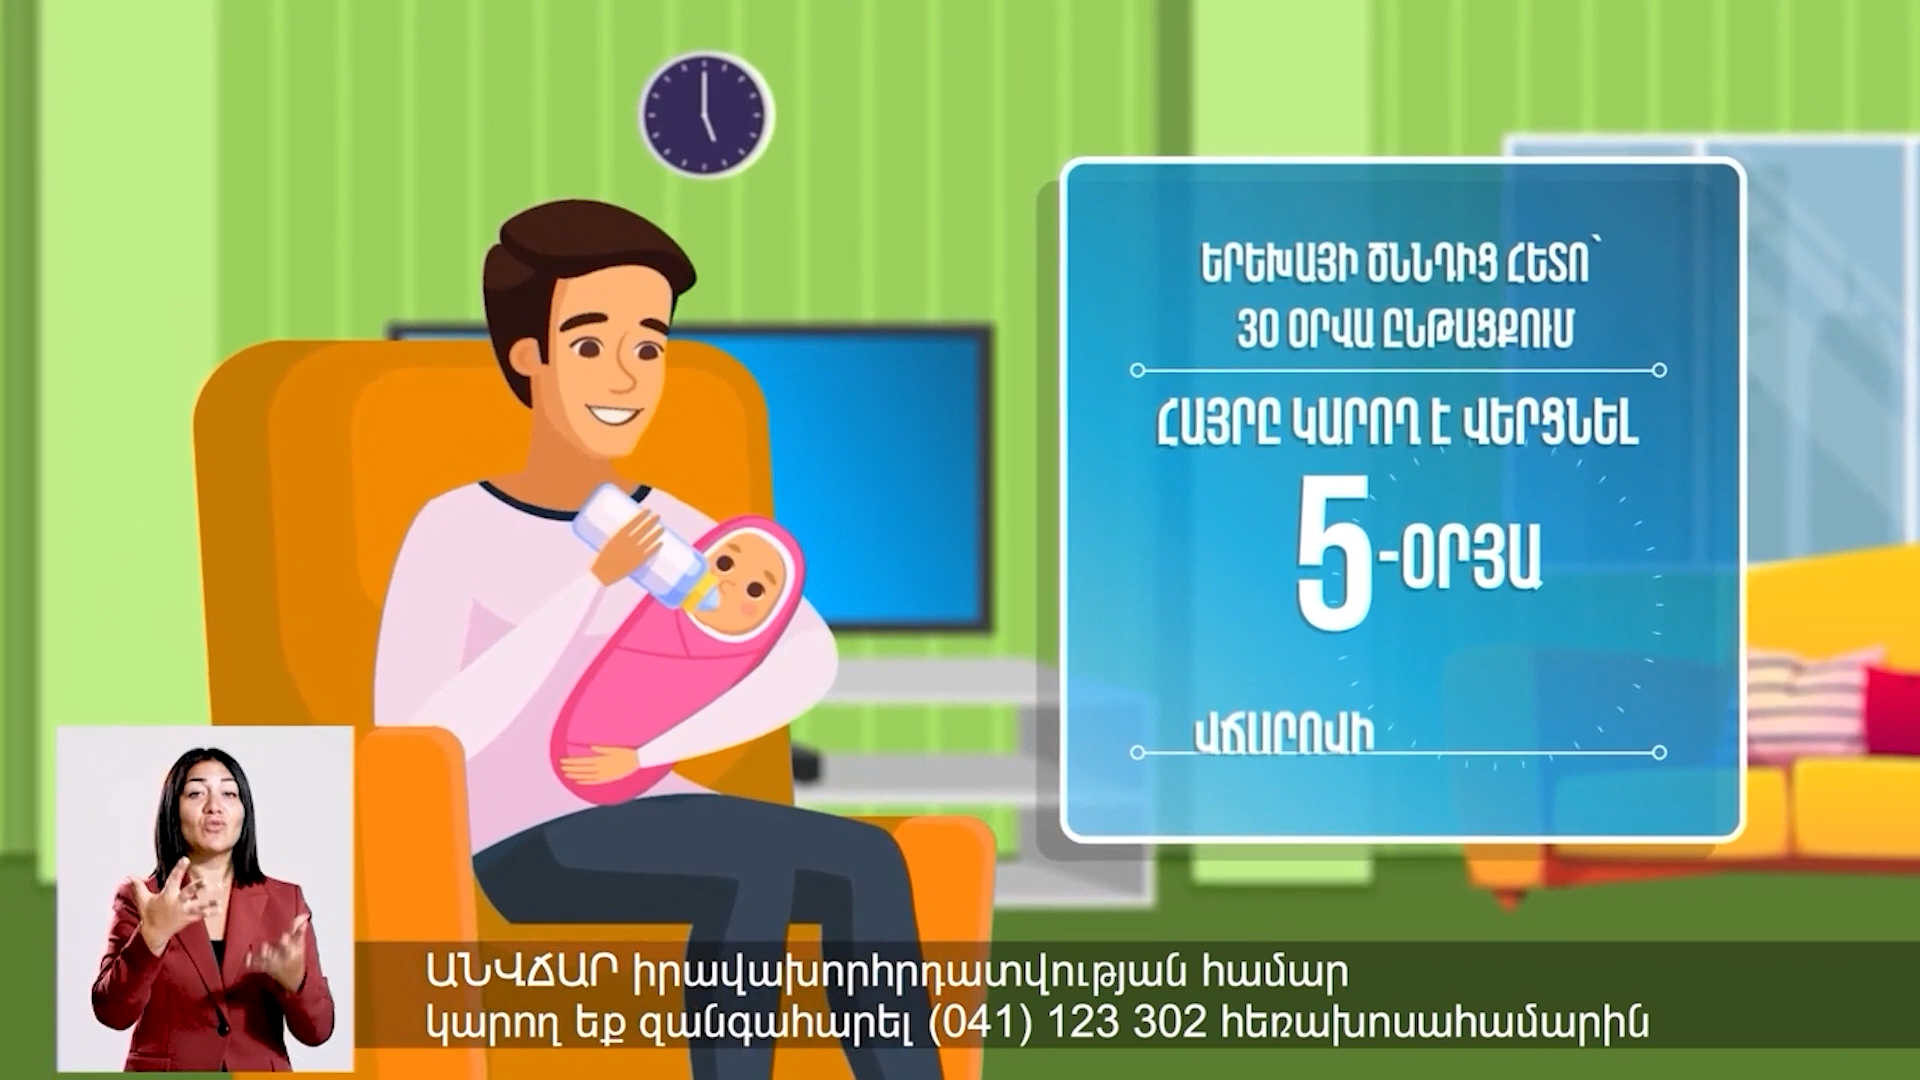 ԵՐԵԽԱՅԻ ԾՆՆԴԻՑ ՀԵՏՈ՝
30 ՕՐՎԱ ԸՆԹԱՑՔՈՒՄ
ՀԱՅՐԸ ԿԱՐՈՂ Է ՎԵՐՑՆԵԼ
5-ՕՐՅԱ
ՎՃԱՐՈՎԻ
ԱՆՎՃԱՐ իրավախորհրդատվության համար
կարող եք զանգահարել (041) 123 302 հեռախոսահամարին